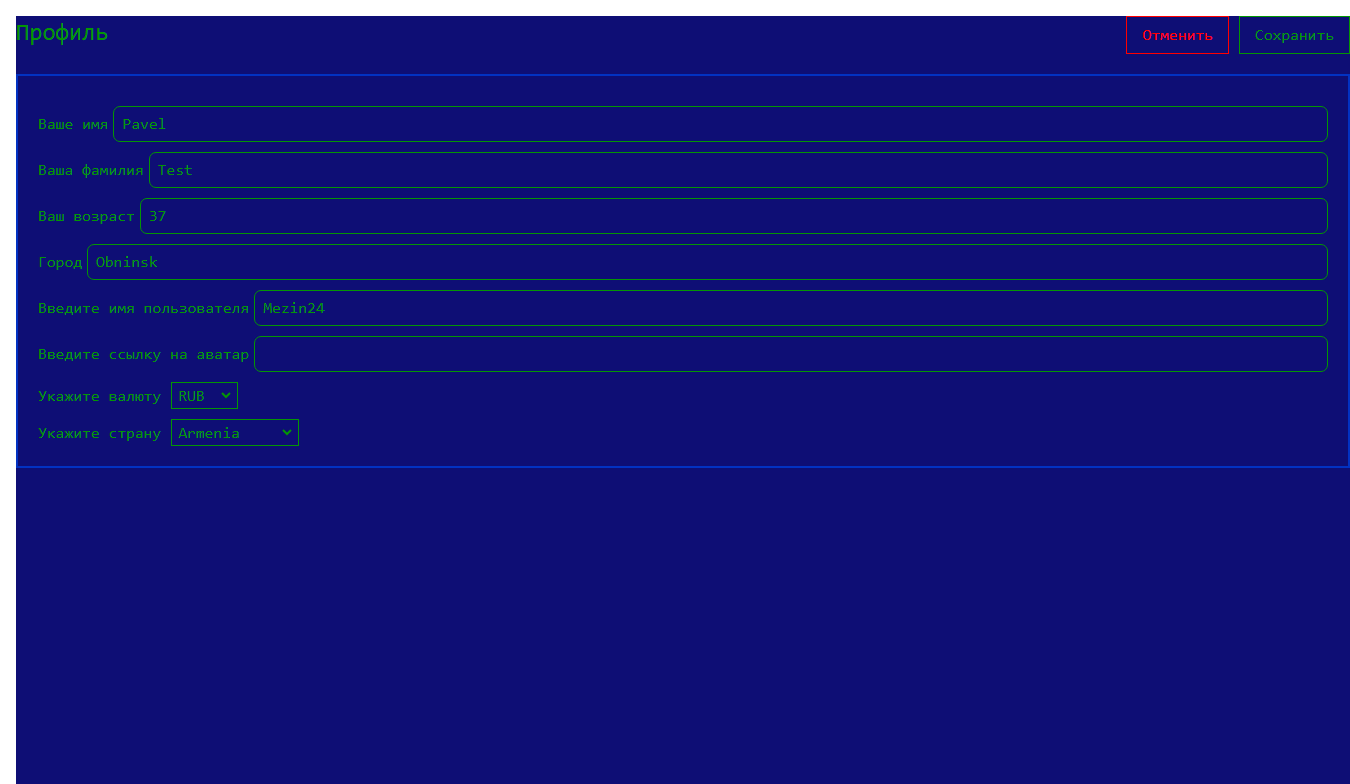 Профиль
Отменить
Сохранить
Ваше имя Pavel
Ваша фамилия Test
Ваш возраст 37
Город Obninsk
Введите имя пользователя Mezin24
Введите ссылку на аватар
Укажите валюту RUB
Укажите страну Armenia